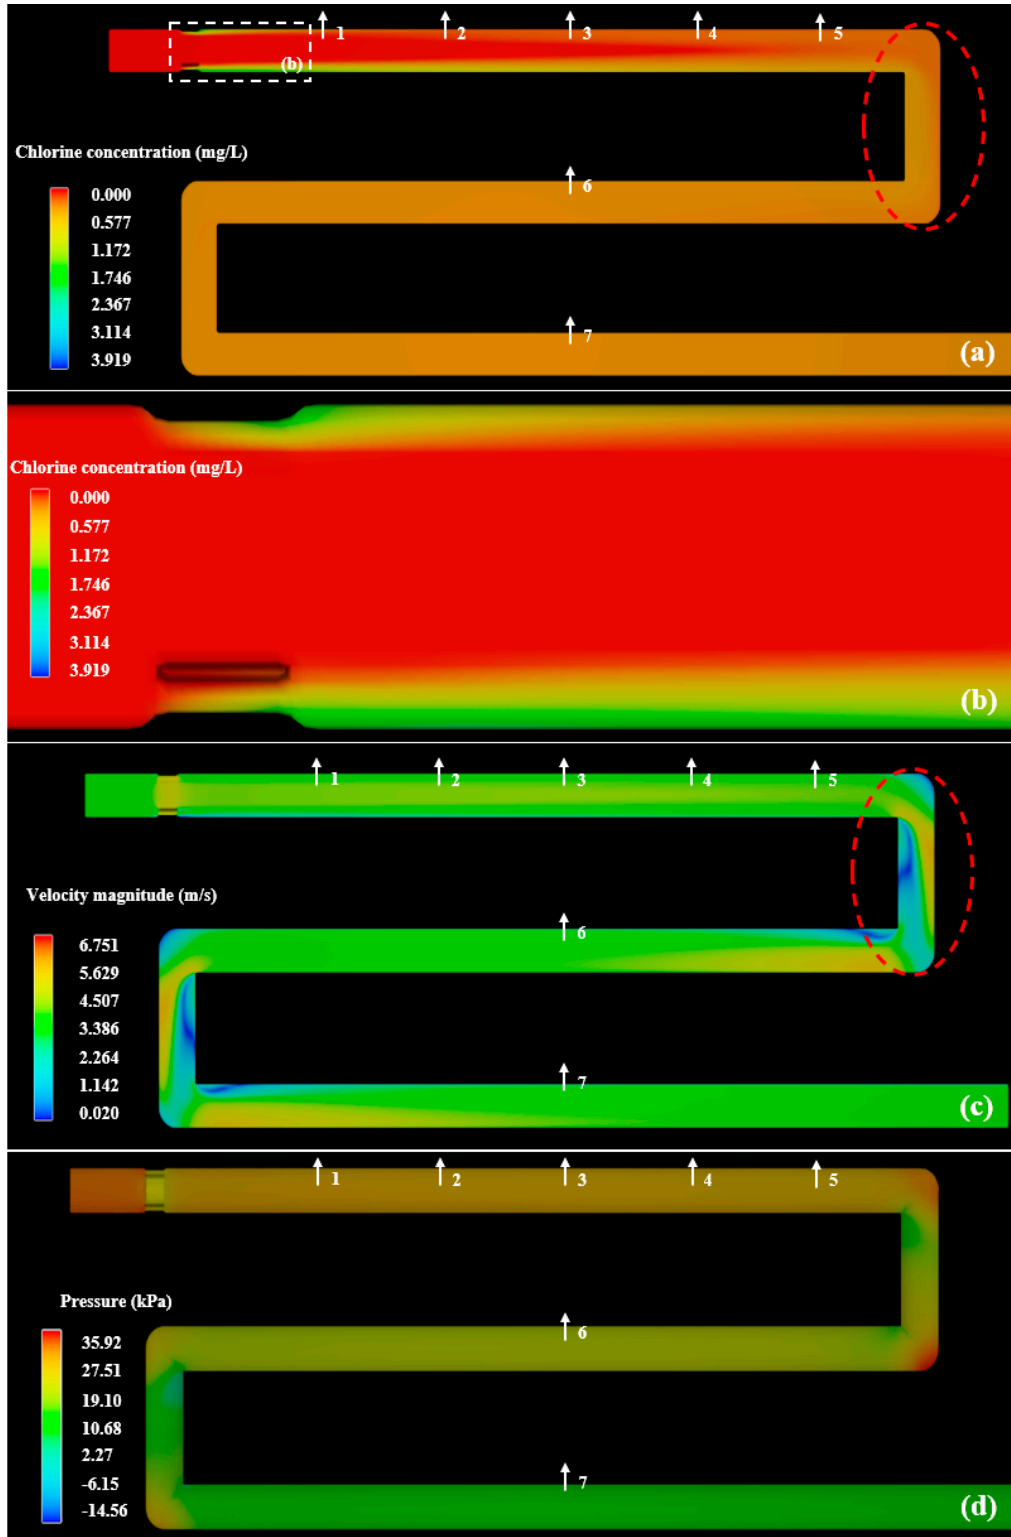 1 2 3 4 5
(b)
Chlorine concentration (mg/L)
0.000
0.577
1.172
1.746
2.367
3.114
3.919
6
7
(a)
Chlorine concentration (mg/L)
0.000
0.577
1.172
1.746
2.367
3.114
3.919
(b)
1 2 3 4 5
Velocity magnitude (m/s)
6.751
5.629
4.507
3.386
2.264
1.142
0.020
6
7
(c)
1 2 3 4 5
Pressure (kPa)
35.92
27.51
19.10
10.68
2.27
-6.15
-14.56
6
7
(d)